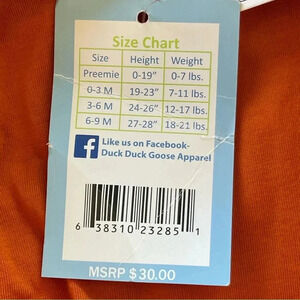 Size Chart
Size Height Weight
Preemie 0-19" 0-7 lbs.
0-3 M 19-23" 7-11 lbs.
3-6 M 24-26" 12-17 lbs.
6-9 M 27-28" 18-21 lbs.
f Like us on Facebook-
Duck Duck Goose Apparel
6 38310 23285 1
MSRP $30.00